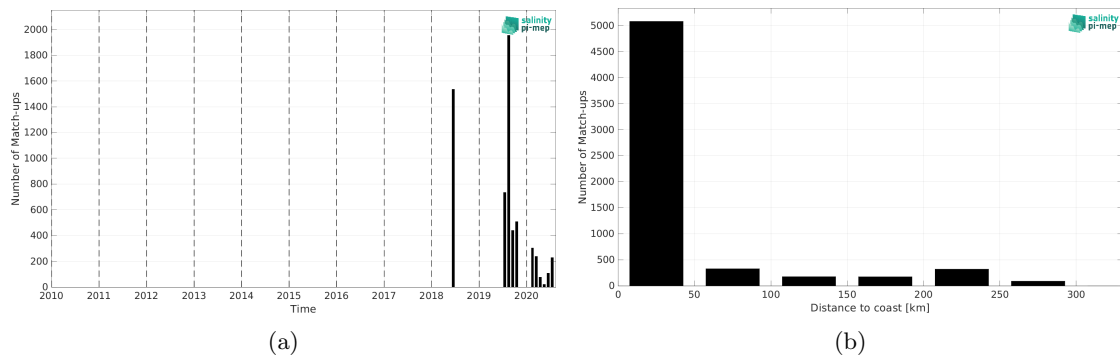 salinity
pi-mep
2000
1800
1600
1400
1200
1000
800
600
400
200
0
Number of Match-ups
2010 2011 2012 2013 2014 2015 2016 2017 2018 2019 2020
Time
(a)
salinity
pi-mep
5000
4500
4000
3500
3000
2500
2000
1500
1000
500
0
Number of Match-ups
0 50 100 150 200 250 300
Distance to coast [km]
(b)